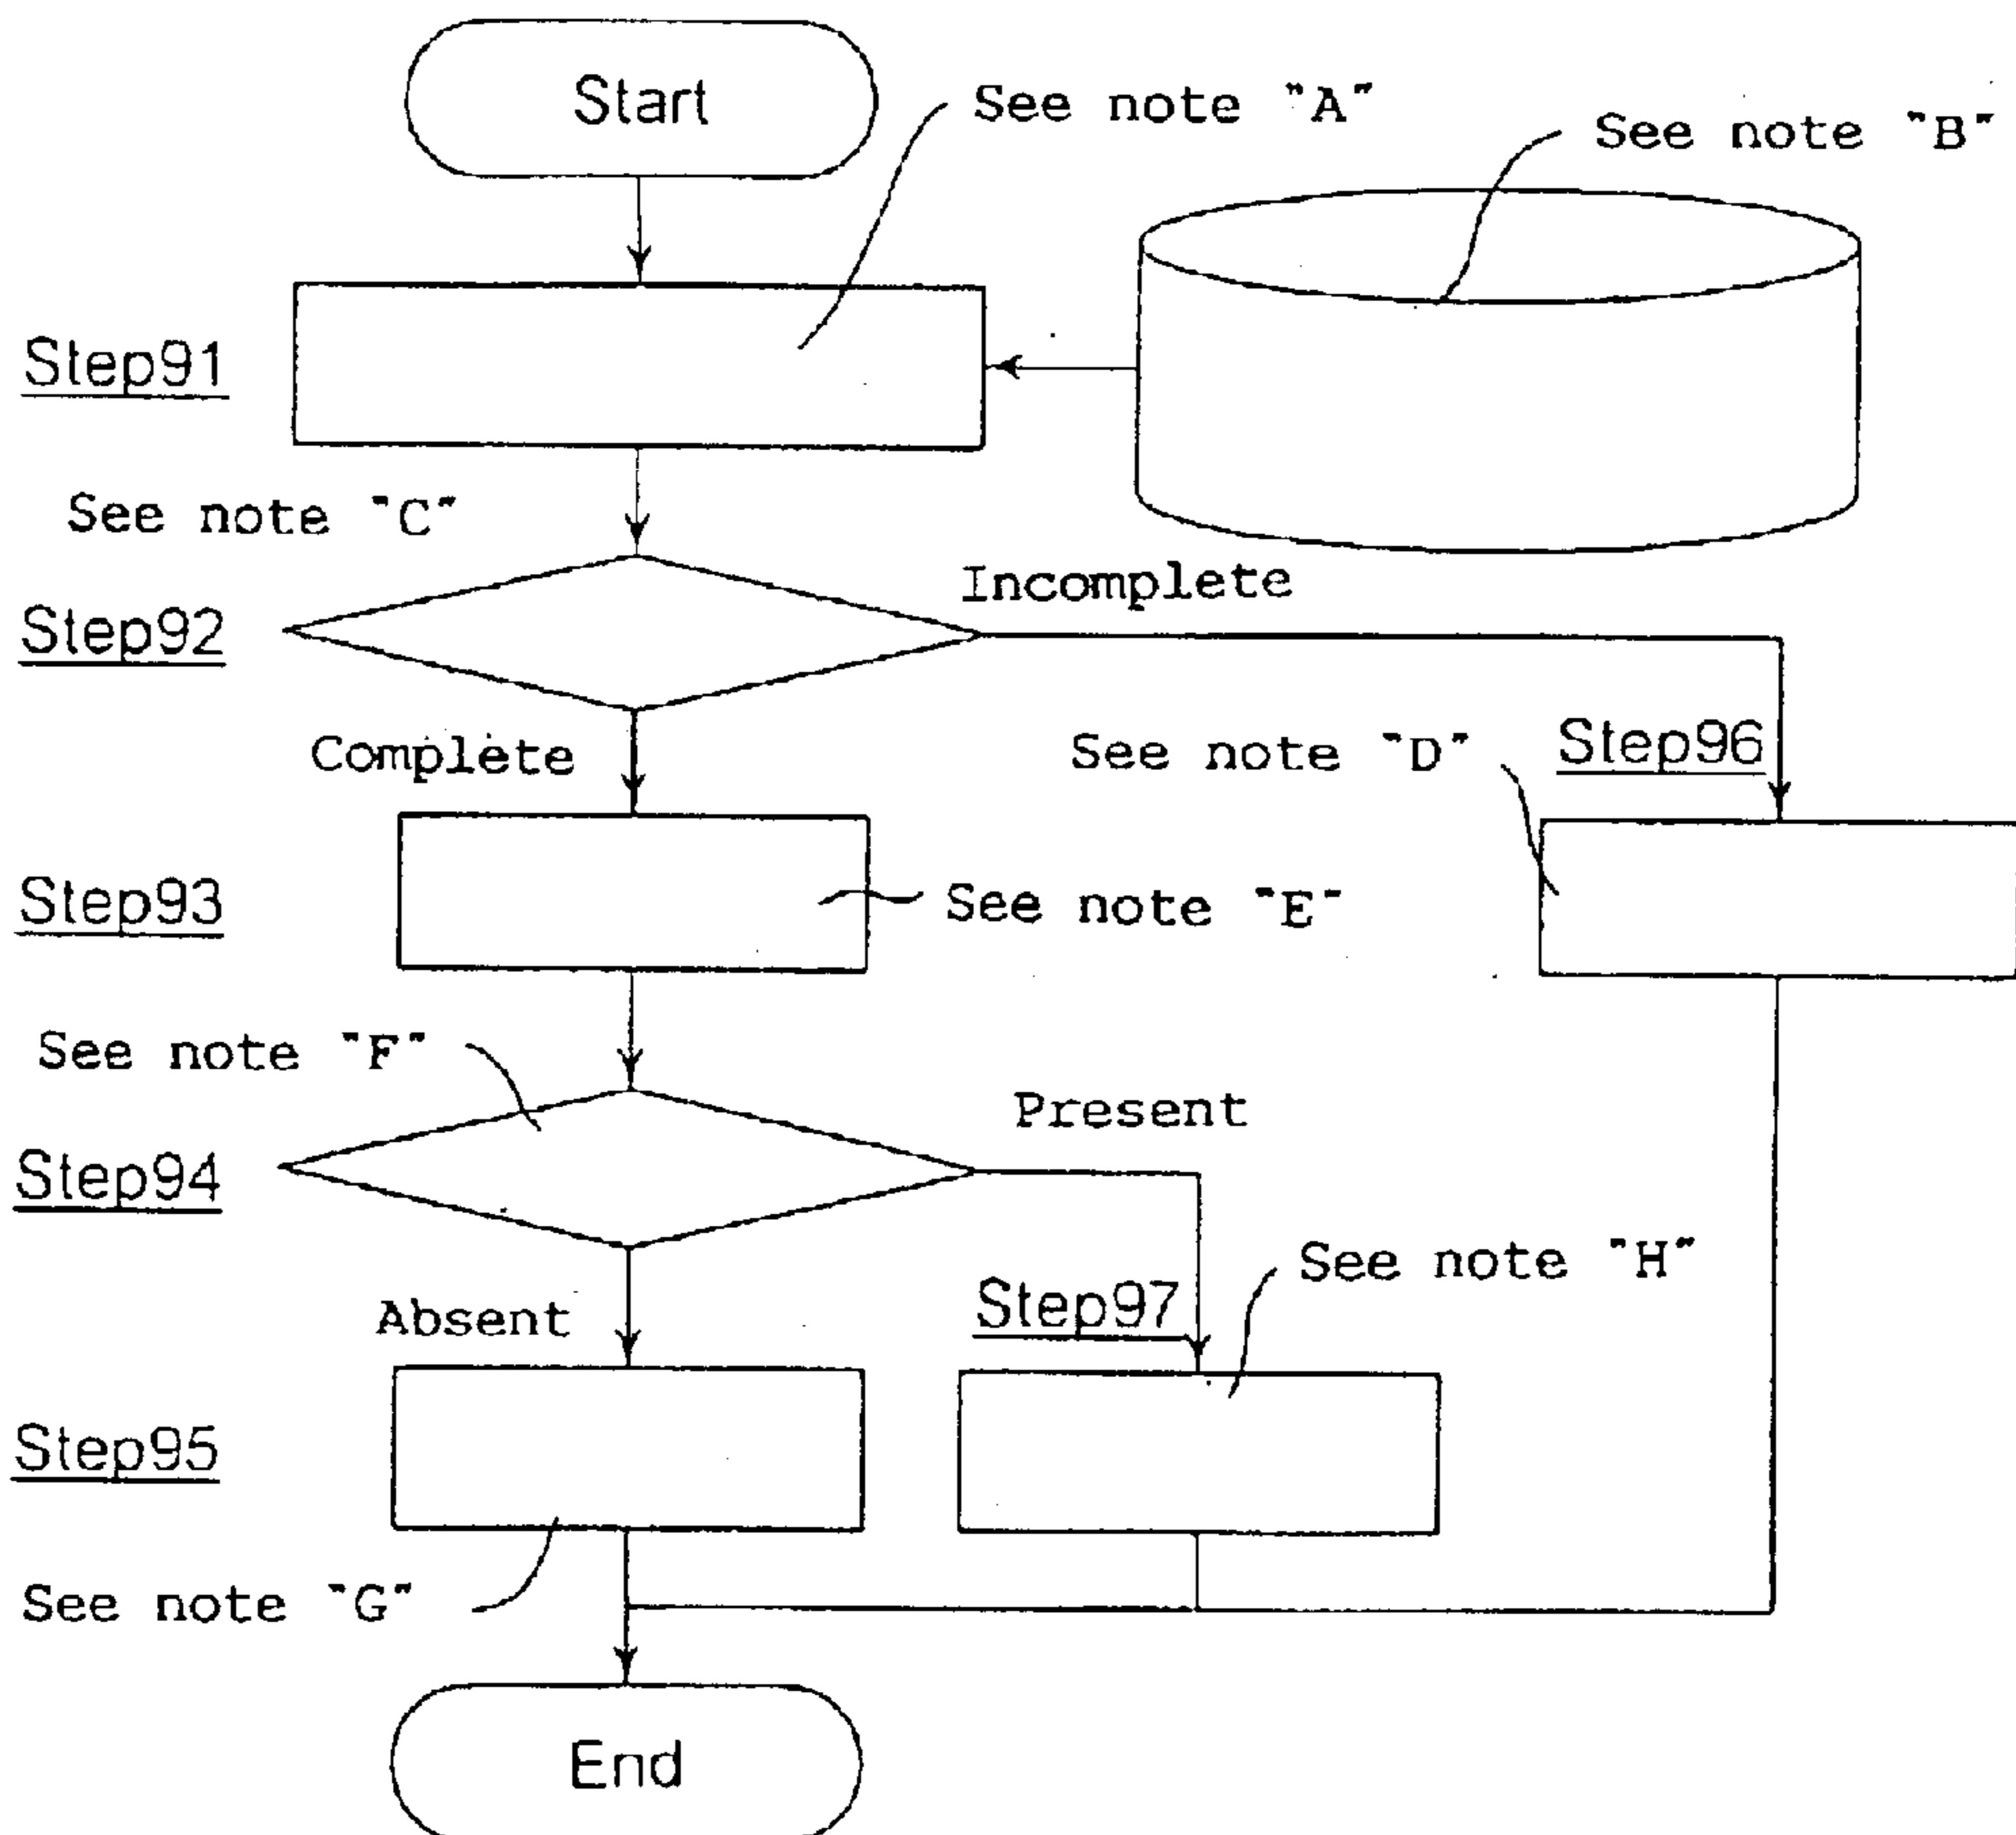 Start
See note "A"
See note "B"
Step91
See note "C"
Incomplete
Step92
Complete
See note "D"
Step96
Step93
See note "E"
See note "F"
Present
Step94
See note "H"
Step97
Absent
Step95
See note "G"
End